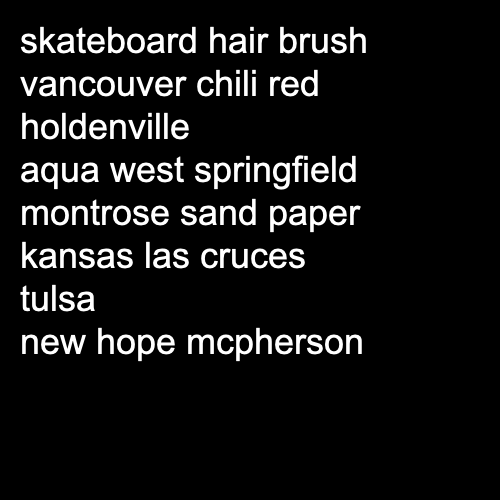 skateboard hair brush
vancouver chili red
holdenville
aqua west springfield
montrose sand paper
kansas las cruces
tulsa
new hope mcpherson